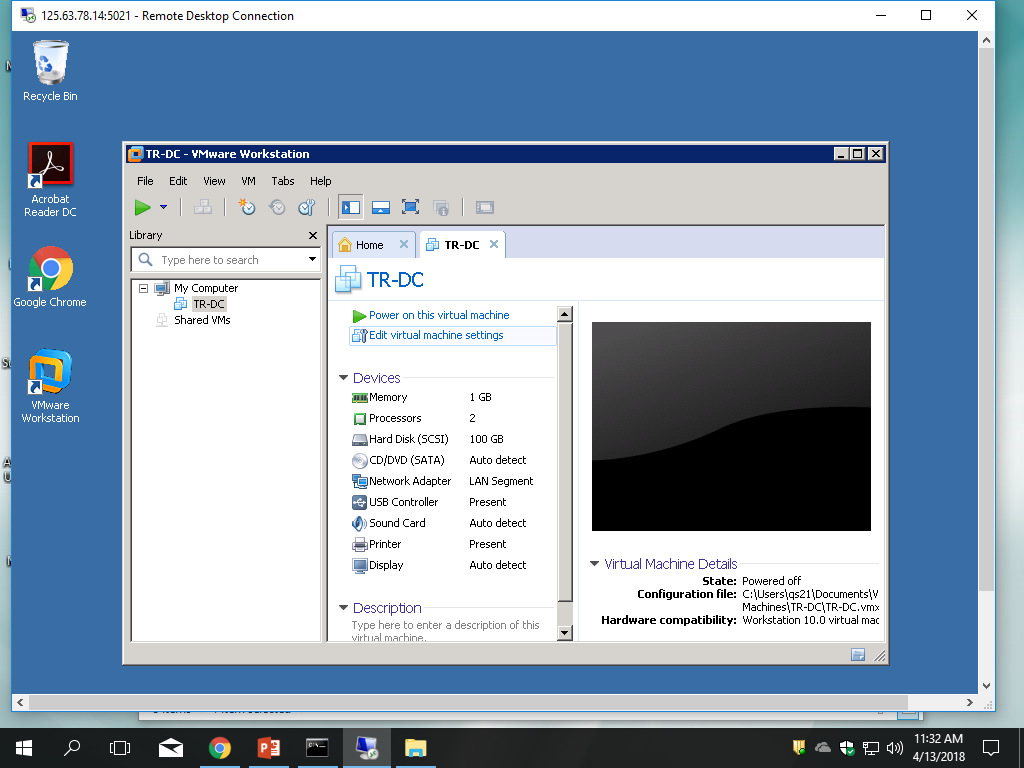 125.63.78.14:5021 - Remote Desktop Connection
Recycle Bin
Acrobat
Reader DC
Google Chrome
VMware
Workstation
TR-DC - VMware Workstation
File Edit View VM Tabs Help
Library
Type here to search
My Computer
TR-DC
Shared VMs
Home
TR-DC
TR-DC
Power on this virtual machine
Edit virtual machine settings
Devices
Memory 1 GB
Processors 2
Hard Disk (SCSI) 100 GB
CD/DVD (SATA) Auto detect
Network Adapter LAN Segment
USB Controller Present
Sound Card Auto detect
Printer Present
Display Auto detect
Description
Type here to enter a description of this
virtual machine.
Virtual Machine Details
State: Powered off
Configuration file: C:\Users\qs21\Documents\V
Machines\TR-DC\TR-DC.vmx
Hardware compatibility: Workstation 10.0 virtual mac
11:32 AM
4/13/2018